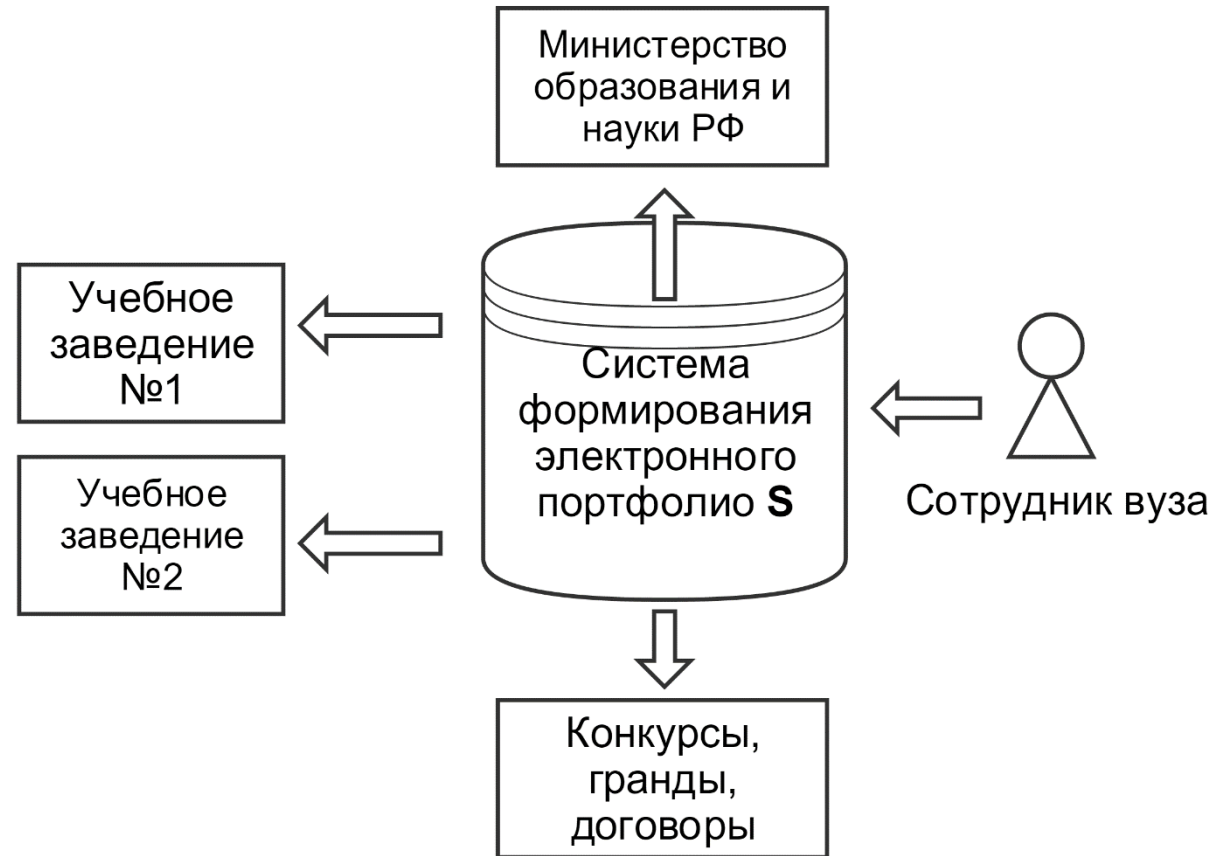 Министерство
образования и
науки РФ
Учебное
заведение
№1
Система
формирования
электронного
портфолио S
Учебное
заведение
№2
Сотрудник вуза
Конкурсы,
гранды,
договоры